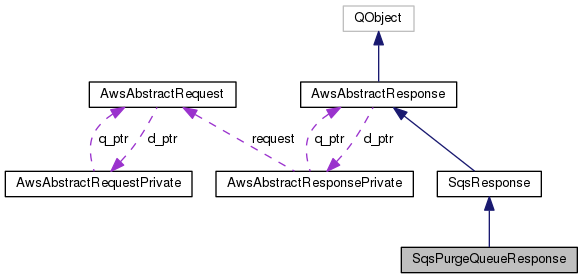 QObject
AwsAbstractRequest
AwsAbstractResponse
q_ptr
d_ptr
request
q_ptr
d_ptr
AwsAbstractRequestPrivate
AwsAbstractResponsePrivate
SqsResponse
SqsPurgeQueueResponse